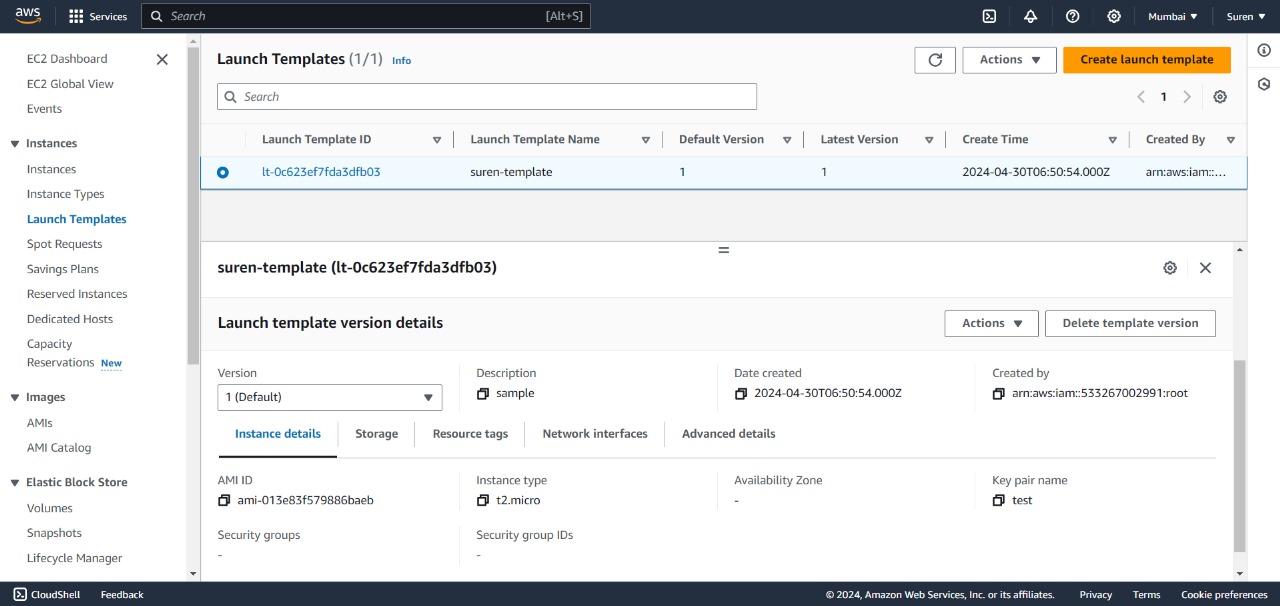 aws
Services
Search
[Alt+S]
Mumbai
Suren
EC2 Dashboard
EC2 Global View
Events
Instances
Instances
Instance Types
Launch Templates
Spot Requests
Savings Plans
Reserved Instances
Dedicated Hosts
Capacity
Reservations New
Images
AMIs
AMI Catalog
Elastic Block Store
Volumes
Snapshots
Lifecycle Manager
Launch Templates (1/1) Info
Actions
Create launch template
Search
1
Launch Template ID
Launch Template Name
Default Version
Latest Version
Create Time
Created By
lt-0c623ef7fda3dfb03
suren-template
1
1
2024-04-30T06:50:54.000Z
arn:aws:iam::...
suren-template (lt-0c623ef7fda3dfb03)
Launch template version details
Actions
Delete template version
Version
1 (Default)
Description
sample
Date created
2024-04-30T06:50:54.000Z
Created by
arn:aws:iam::533267002991:root
Instance details
Storage
Resource tags
Network interfaces
Advanced details
AMI ID
ami-013e83f579886baeb
Instance type
t2.micro
Availability Zone
-
Key pair name
test
Security groups
-
Security group IDs
-
CloudShell
Feedback
© 2024, Amazon Web Services, Inc. or its affiliates.
Privacy
Terms
Cookie preferences